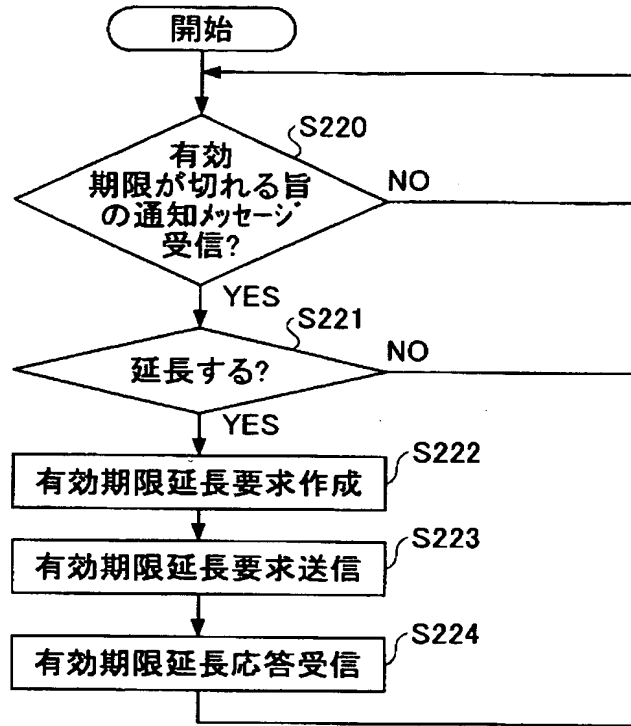 開始
S220
有効
期限が切れる旨
の通知メッセージ
受信?
NO
YES
S221
延長する?
NO
YES
S222
有効期限延長要求作成
S223
有効期限延長要求送信
S224
有効期限延長応答受信